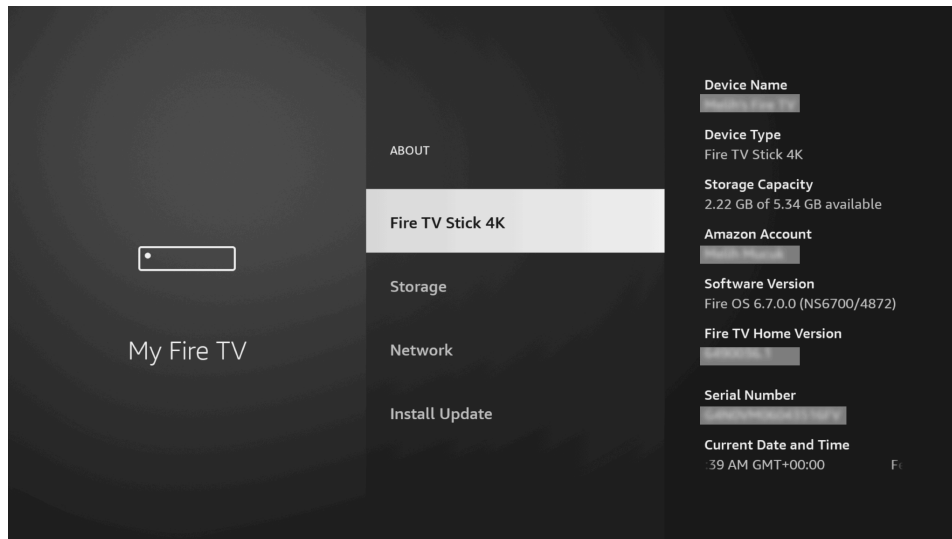 My Fire TV
ABOUT
Fire TV Stick 4K
Storage
Network
Install Update
Device Name
Device Type
Fire TV Stick 4K
Storage Capacity
2.22 GB of 5.34 GB available
Amazon Account
Software Version
Fire OS 6.7.0.0 (NS6700/4872)
Fire TV Home Version
Serial Number
Current Date and Time
:39 AM GMT+00:00